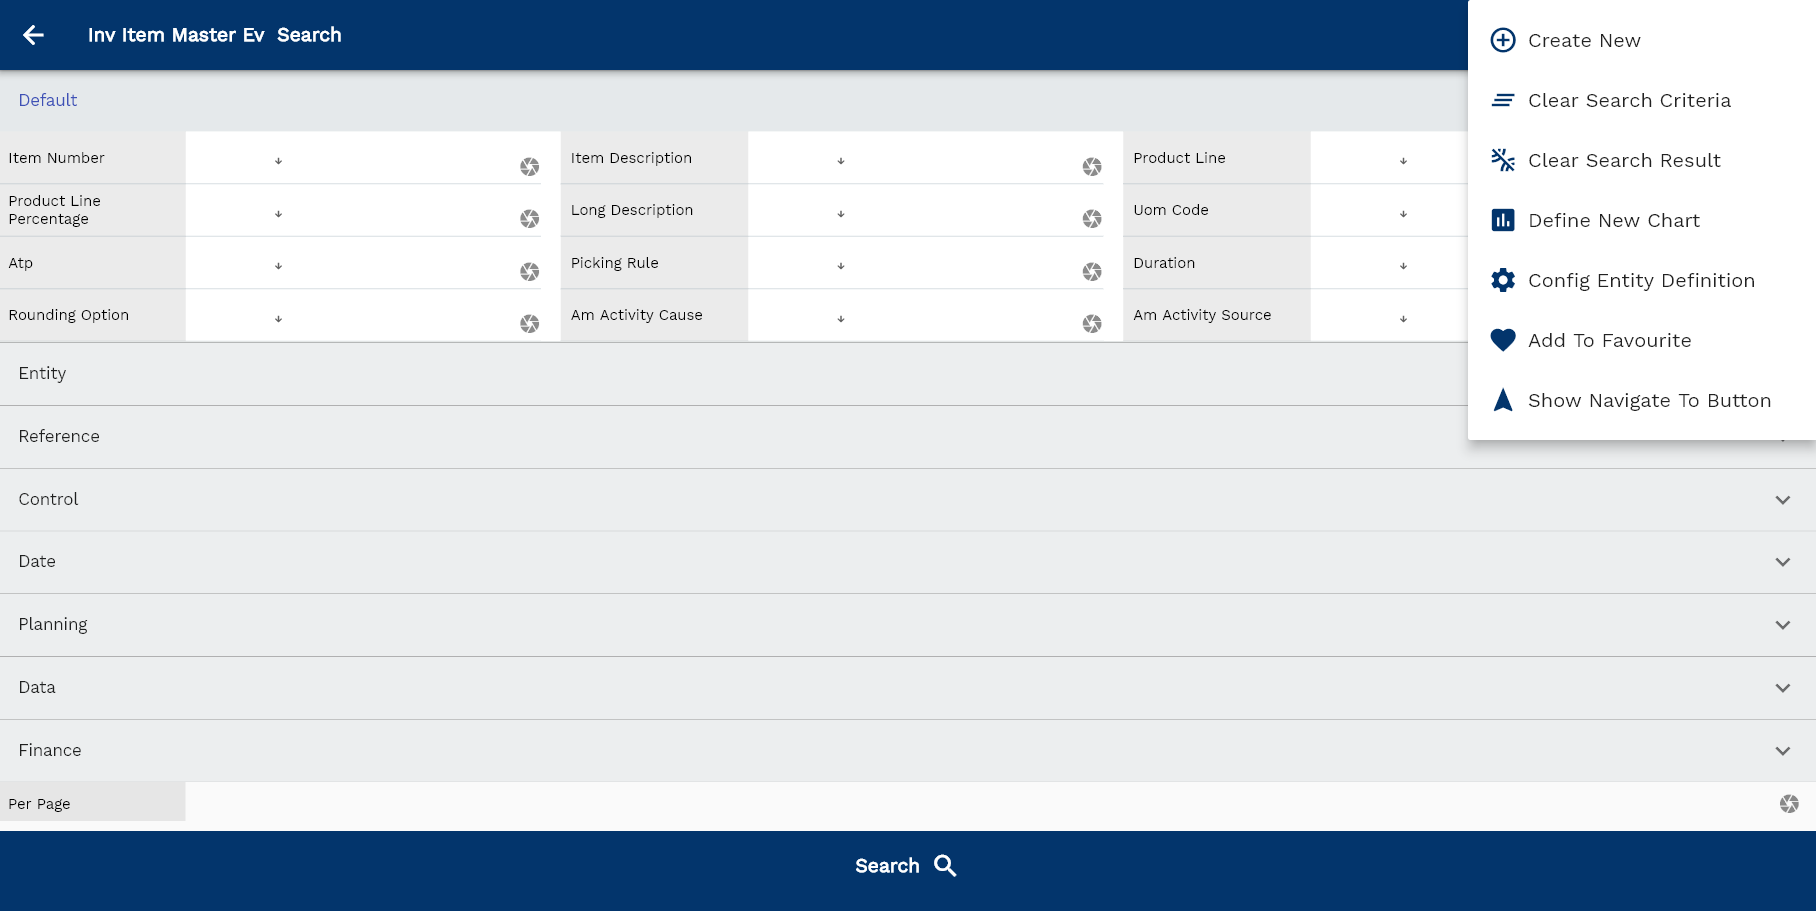 Inv Item Master Ev  Search
Default
Item Number
Item Description
Product Line
Product Line
Percentage
Long Description
Uom Code
Atp
Picking Rule
Duration
Rounding Option
Am Activity Cause
Am Activity Source
Entity
Reference
Control
Date
Planning
Data
Finance
Per Page
Search
Create New
Clear Search Criteria
Clear Search Result
Define New Chart
Config Entity Definition
Add To Favourite
Show Navigate To Button